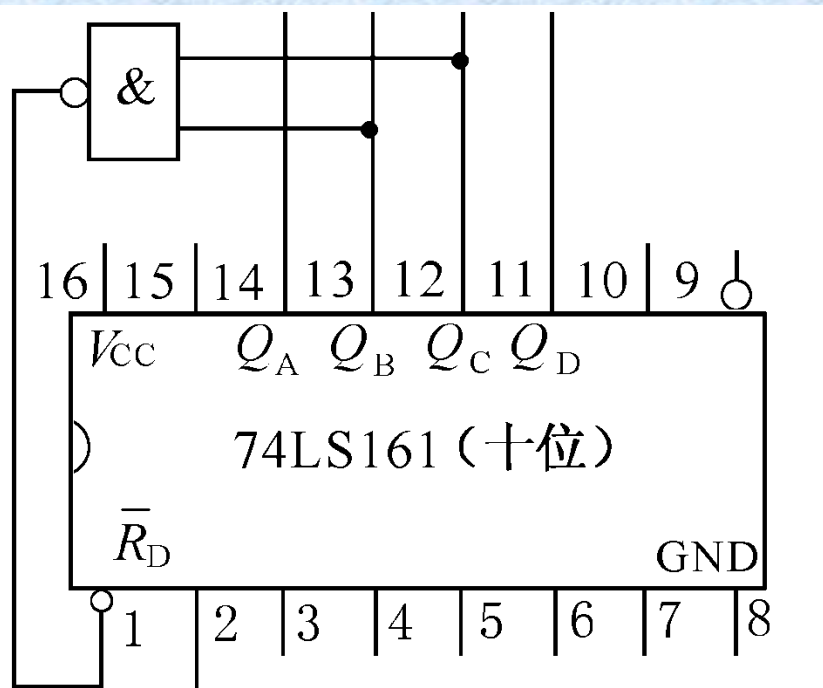 &
16 15 14 13 12 11 10 9
VCC QA QB QC QD
74LS161（十位）
R̅D
GND
1 2 3 4 5 6 7 8